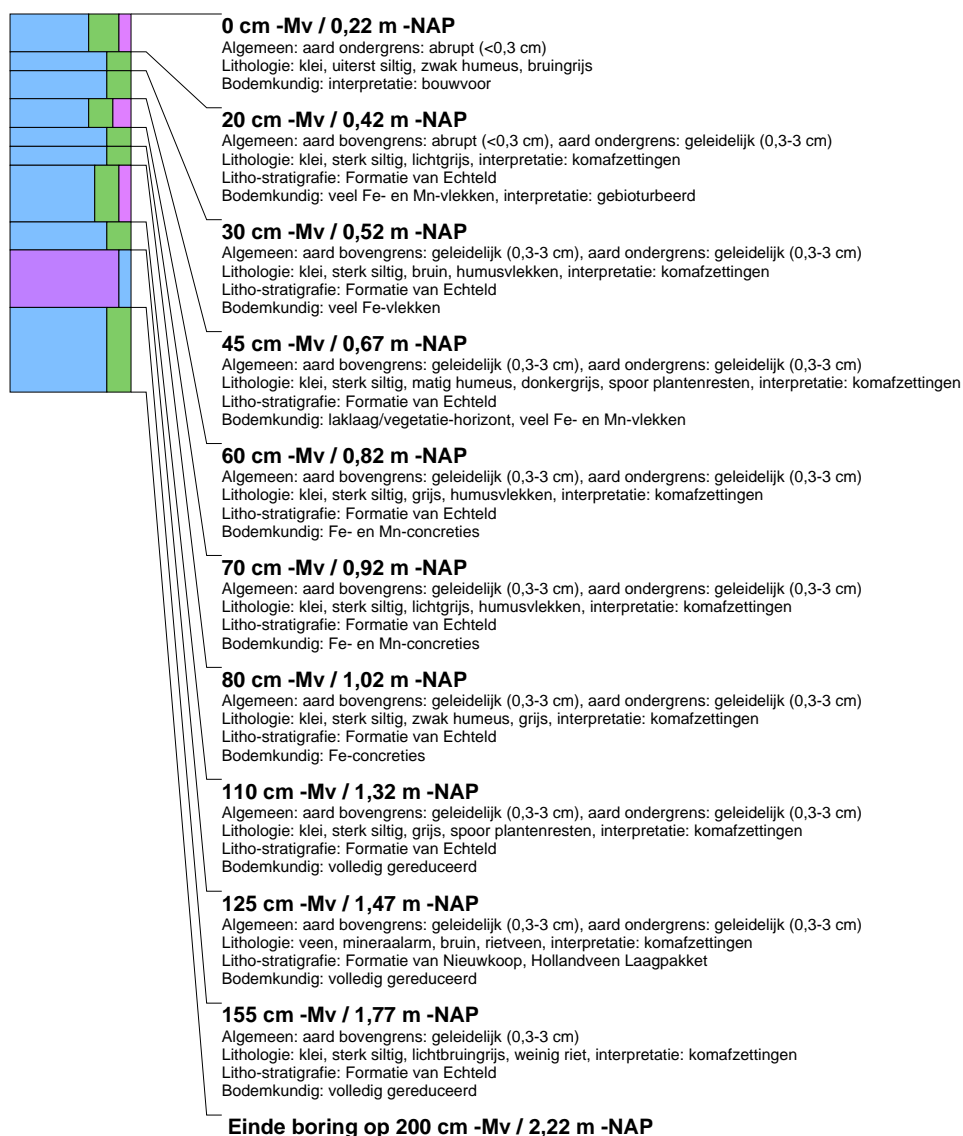 0 cm -Mv / 0,22 m -NAP
Algemeen: aard ondergrens: abrupt (<0,3 cm)
Lithologie: klei, uiterst siltig, zwak humeus, bruingrijs
Bodemkundig: interpretatie: bouwvoor
20 cm -Mv / 0,42 m -NAP
Algemeen: aard bovengrens: abrupt (<0,3 cm), aard ondergrens: geleidelijk (0,3-3 cm)
Lithologie: klei, sterk siltig, lichtgrijs, interpretatie: komafzettingen
Litho-stratigrafie: Formatie van Echteld
Bodemkundig: veel Fe- en Mn-vlekken, interpretatie: gebioturbeerd
30 cm -Mv / 0,52 m -NAP
Algemeen: aard bovengrens: geleidelijk (0,3-3 cm), aard ondergrens: geleidelijk (0,3-3 cm)
Lithologie: klei, sterk siltig, bruin, humusvlekken, interpretatie: komafzettingen
Litho-stratigrafie: Formatie van Echteld
Bodemkundig: veel Fe-vlekken
45 cm -Mv / 0,67 m -NAP
Algemeen: aard bovengrens: geleidelijk (0,3-3 cm), aard ondergrens: geleidelijk (0,3-3 cm)
Lithologie: klei, sterk siltig, matig humeus, donkergrijs, spoor plantenresten, interpretatie: komafzettingen
Litho-stratigrafie: Formatie van Echteld
Bodemkundig: laklaag/vegetatie-horizont, veel Fe- en Mn-vlekken
60 cm -Mv / 0,82 m -NAP
Algemeen: aard bovengrens: geleidelijk (0,3-3 cm), aard ondergrens: geleidelijk (0,3-3 cm)
Lithologie: klei, sterk siltig, grijs, humusvlekken, interpretatie: komafzettingen
Litho-stratigrafie: Formatie van Echteld
Bodemkundig: Fe- en Mn-concreties
70 cm -Mv / 0,92 m -NAP
Algemeen: aard bovengrens: geleidelijk (0,3-3 cm), aard ondergrens: geleidelijk (0,3-3 cm)
Lithologie: klei, sterk siltig, lichtgrijs, humusvlekken, interpretatie: komafzettingen
Litho-stratigrafie: Formatie van Echteld
Bodemkundig: Fe- en Mn-concreties
80 cm -Mv / 1,02 m -NAP
Algemeen: aard bovengrens: geleidelijk (0,3-3 cm), aard ondergrens: geleidelijk (0,3-3 cm)
Lithologie: klei, sterk siltig, zwak humeus, grijs, interpretatie: komafzettingen
Litho-stratigrafie: Formatie van Echteld
Bodemkundig: Fe-concreties
110 cm -Mv / 1,32 m -NAP
Algemeen: aard bovengrens: geleidelijk (0,3-3 cm), aard ondergrens: geleidelijk (0,3-3 cm)
Lithologie: klei, sterk siltig, grijs, spoor plantenresten, interpretatie: komafzettingen
Litho-stratigrafie: Formatie van Echteld
Bodemkundig: volledig gereduceerd
125 cm -Mv / 1,47 m -NAP
Algemeen: aard bovengrens: geleidelijk (0,3-3 cm), aard ondergrens: geleidelijk (0,3-3 cm)
Lithologie: veen, mineraalarm, bruin, rietveen, interpretatie: komafzettingen
Litho-stratigrafie: Formatie van Nieuwkoop, Hollandveen Laagpakket
Bodemkundig: volledig gereduceerd
155 cm -Mv / 1,77 m -NAP
Algemeen: aard bovengrens: geleidelijk (0,3-3 cm)
Lithologie: klei, sterk siltig, lichtbruingrijs, weinig riet, interpretatie: komafzettingen
Litho-stratigrafie: Formatie van Echteld
Bodemkundig: volledig gereduceerd
Einde boring op 200 cm -Mv / 2,22 m -NAP